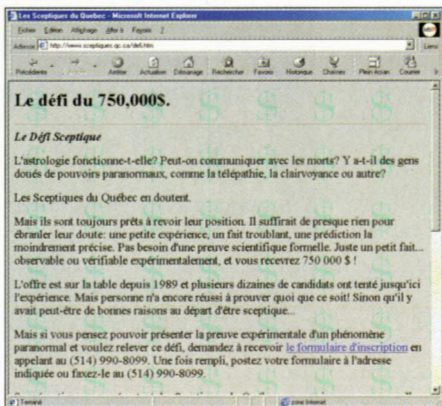 Les Sceptiques du Quebec - Microsoft Internet Explorer
Fichier Edition Affichage Aller à Favoris ?
Adresse http://www.sceptiques.qc.ca/defi.htm Liens
Précédente Arrêter Actualiser Démarrage Rechercher Favoris Historique Chaînes Plein écran Courrier
Le défi du 750,000$.
Le Défi Sceptique
L'astrologie fonctionne-t-elle? Peut-on communiquer avec les morts? Y a-t-il des gens
doués de pouvoirs paranormaux, comme la télépathie, la clairvoyance ou autre?
Les Sceptiques du Québec en doutent.
Mais ils sont toujours prêts à revoir leur position. Il suffirait de presque rien pour
ébranler leur doute: une petite expérience, un fait troublant, une prédiction la
moindrement précise. Pas besoin d'une preuve scientifique formelle. Juste un petit fait...
observable ou vérifiable expérimentalement, et vous recevrez 750 000 $ !
L'offre est sur la table depuis 1989 et plusieurs dizaines de candidats ont tenté jusqu'ici
l'expérience. Mais personne n'a encore réussi à prouver quoi que ce soit! Sinon qu'il y
avait peut-être de bonnes raisons au départ d'être sceptique...
Mais si vous pensez pouvoir présenter la preuve expérimentale d'un phénomène
paranormal et voulez relever ce défi, demandez à recevoir le formulaire d'inscription en
appelant au (514) 990-8099. Une fois rempli, postez votre formulaire à l'adresse
indiquée ou faxez-le au (514) 990-8099.
Terminé zone Internet